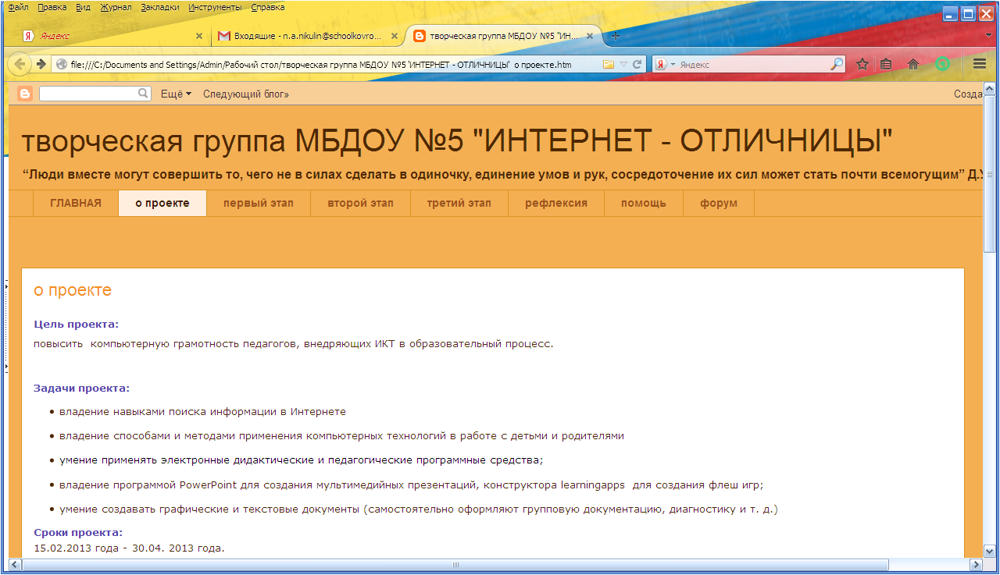 Файл Правка Вид Журнал Закладки Инструменты Справка
Яндекс
Входящие - n.a.nikulin@schoolkovro...
творческая группа МБДОУ №5 "ИН...
file:///C:/Documents and Settings/Admin/Рабочий стол/творческая группа МБДОУ №5 'ИНТЕРНЕТ - ОТЛИЧНИЦЫ'  о проекте.htm
Яндекс
Ещё Следующий блог» Созда
творческая группа МБДОУ №5 "ИНТЕРНЕТ - ОТЛИЧНИЦЫ"
“Люди вместе могут совершить то, чего не в силах сделать в одиночку, единение умов и рук, сосредоточение их сил может стать почти всемогущим” Д.У
ГЛАВНАЯ о проекте первый этап второй этап третий этап рефлексия помощь форум
о проекте
Цель проекта:
повысить  компьютерную грамотность педагогов, внедряющих ИКТ в образовательный процесс.
Задачи проекта:
• владение навыками поиска информации в Интернете
• владение способами и методами применения компьютерных технологий в работе с детьми и родителями
• умение применять электронные дидактические и педагогические программные средства;
• владение программой PowerPoint для создания мультимедийных презентаций, конструктора learningapps  для создания флеш игр;
• умение создавать графические и текстовые документы (самостоятельно оформляют групповую документацию, диагностику и т. д.)
Сроки проекта:
15.02.2013 года - 30.04. 2013 года.